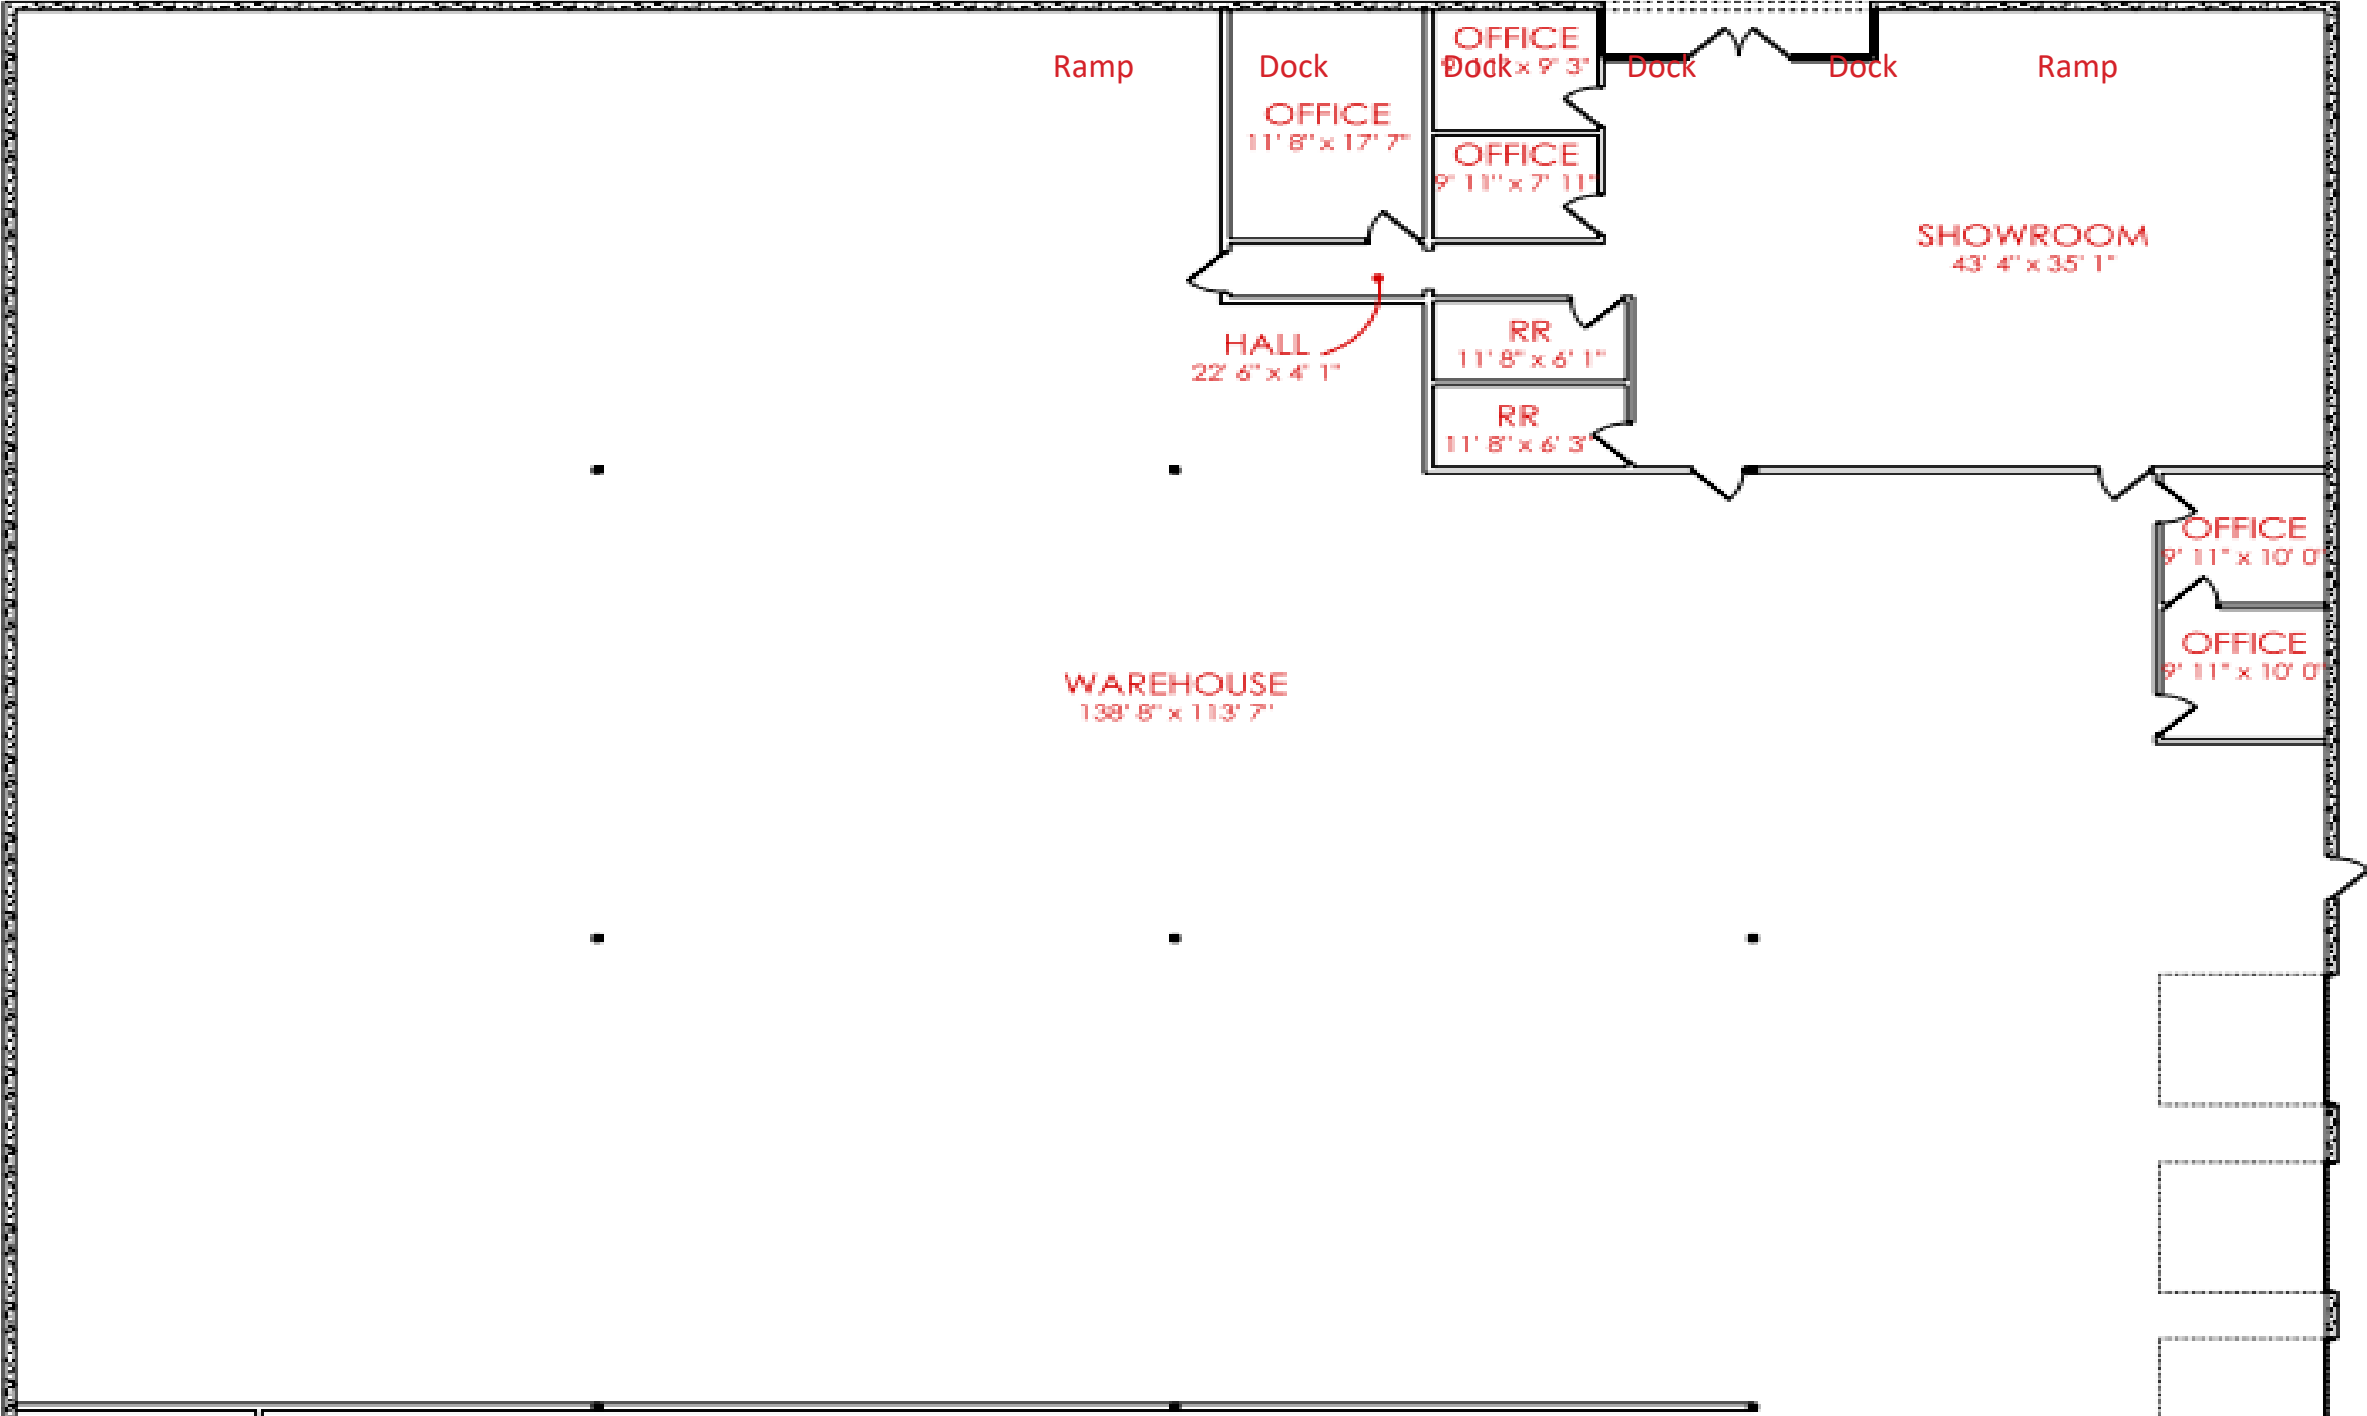 OFFICE
Ramp
Dock
Dock
x 9' 3"
Dock
Dock
Ramp
OFFICE
11' 8" x 17' 7"
OFFICE
9' 11" x 7' 11"
SHOWROOM
43' 4" x 35' 1"
HALL
22' 6" x 4' 1"
RR
11' 8" x 6' 1"
RR
11' 8" x 6' 3"
OFFICE
9' 11" x 10' 0"
OFFICE
9' 11" x 10' 0"
WAREHOUSE
138' 8" x 113' 7"